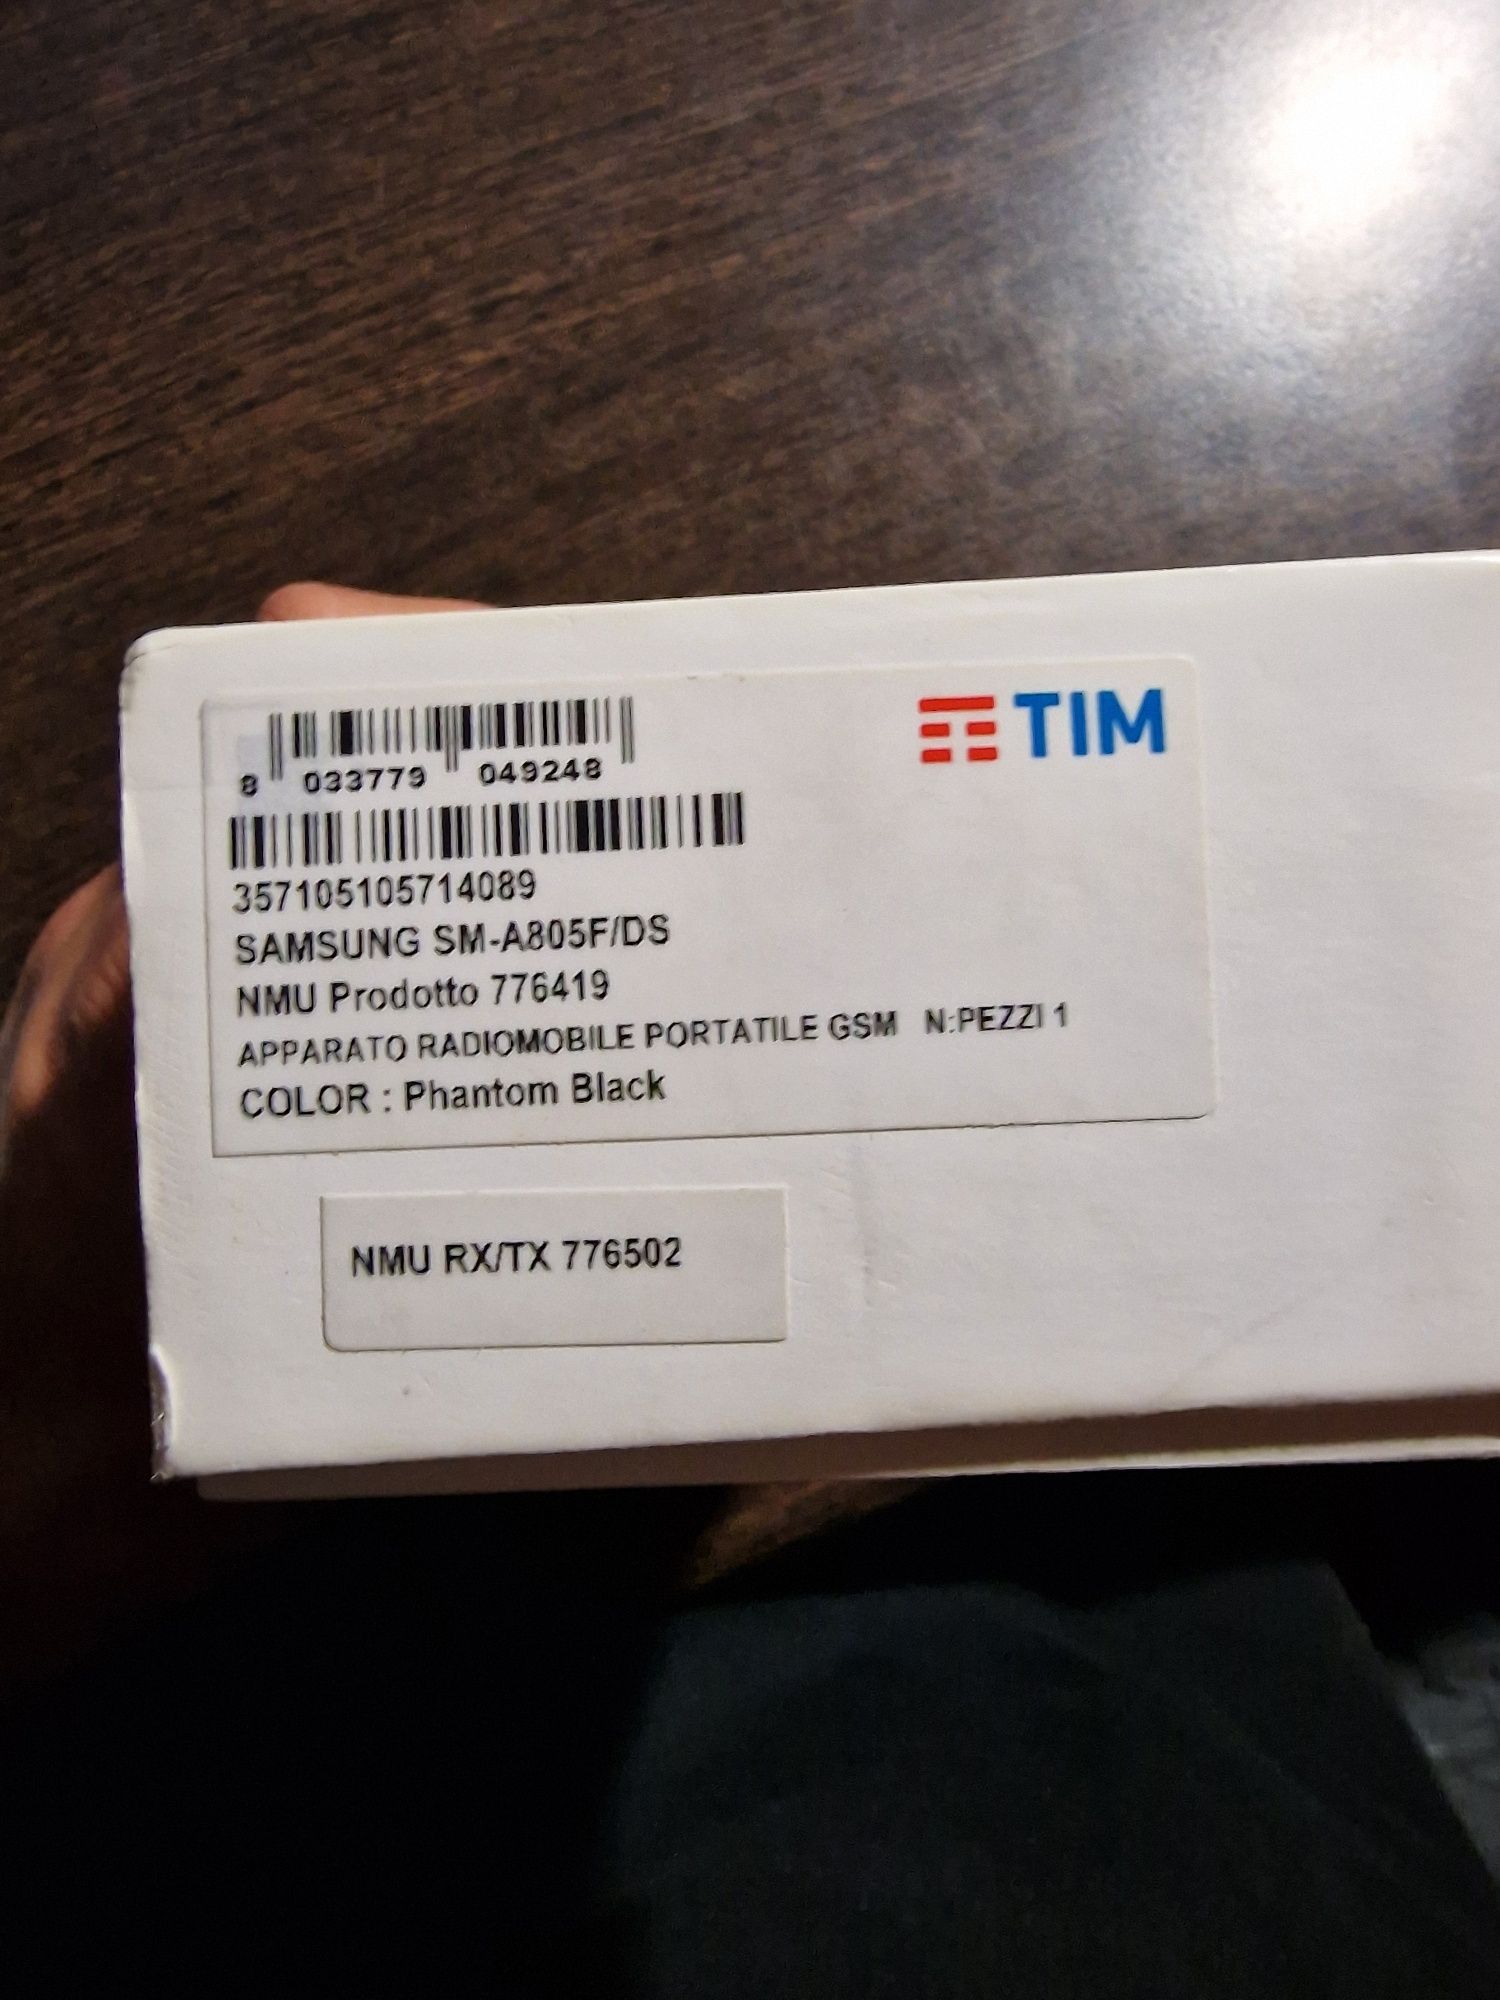 TIM
8 033779 049248
357105105714089
SAMSUNG SM-A805F/DS
NMU Prodotto 776419
APPARATO RADIOMOBILE PORTATILE GSM N:PEZZI 1
COLOR : Phantom Black
NMU RX/TX 776502